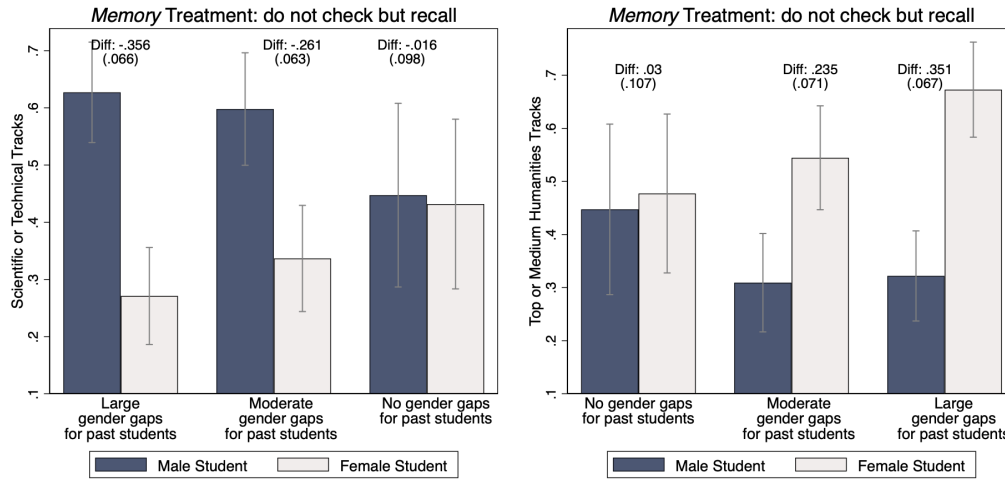 Memory Treatment: do not check but recall
Scientific or Technical Tracks
.7
.6
.5
.4
.3
.2
.1
Diff: -.356
(.066)
Diff: -.261
(.063)
Diff: -.016
(.098)
Large
gender gaps
for past students
Moderate
gender gaps
for past students
No gender gaps
for past students
Male Student
Female Student
Memory Treatment: do not check but recall
Top or Medium Humanities Tracks
.7
.6
.5
.4
.3
.2
.1
Diff: .03
(.107)
Diff: .235
(.071)
Diff: .351
(.067)
No gender gaps
for past students
Moderate
gender gaps
for past students
Large
gender gaps
for past students
Male Student
Female Student